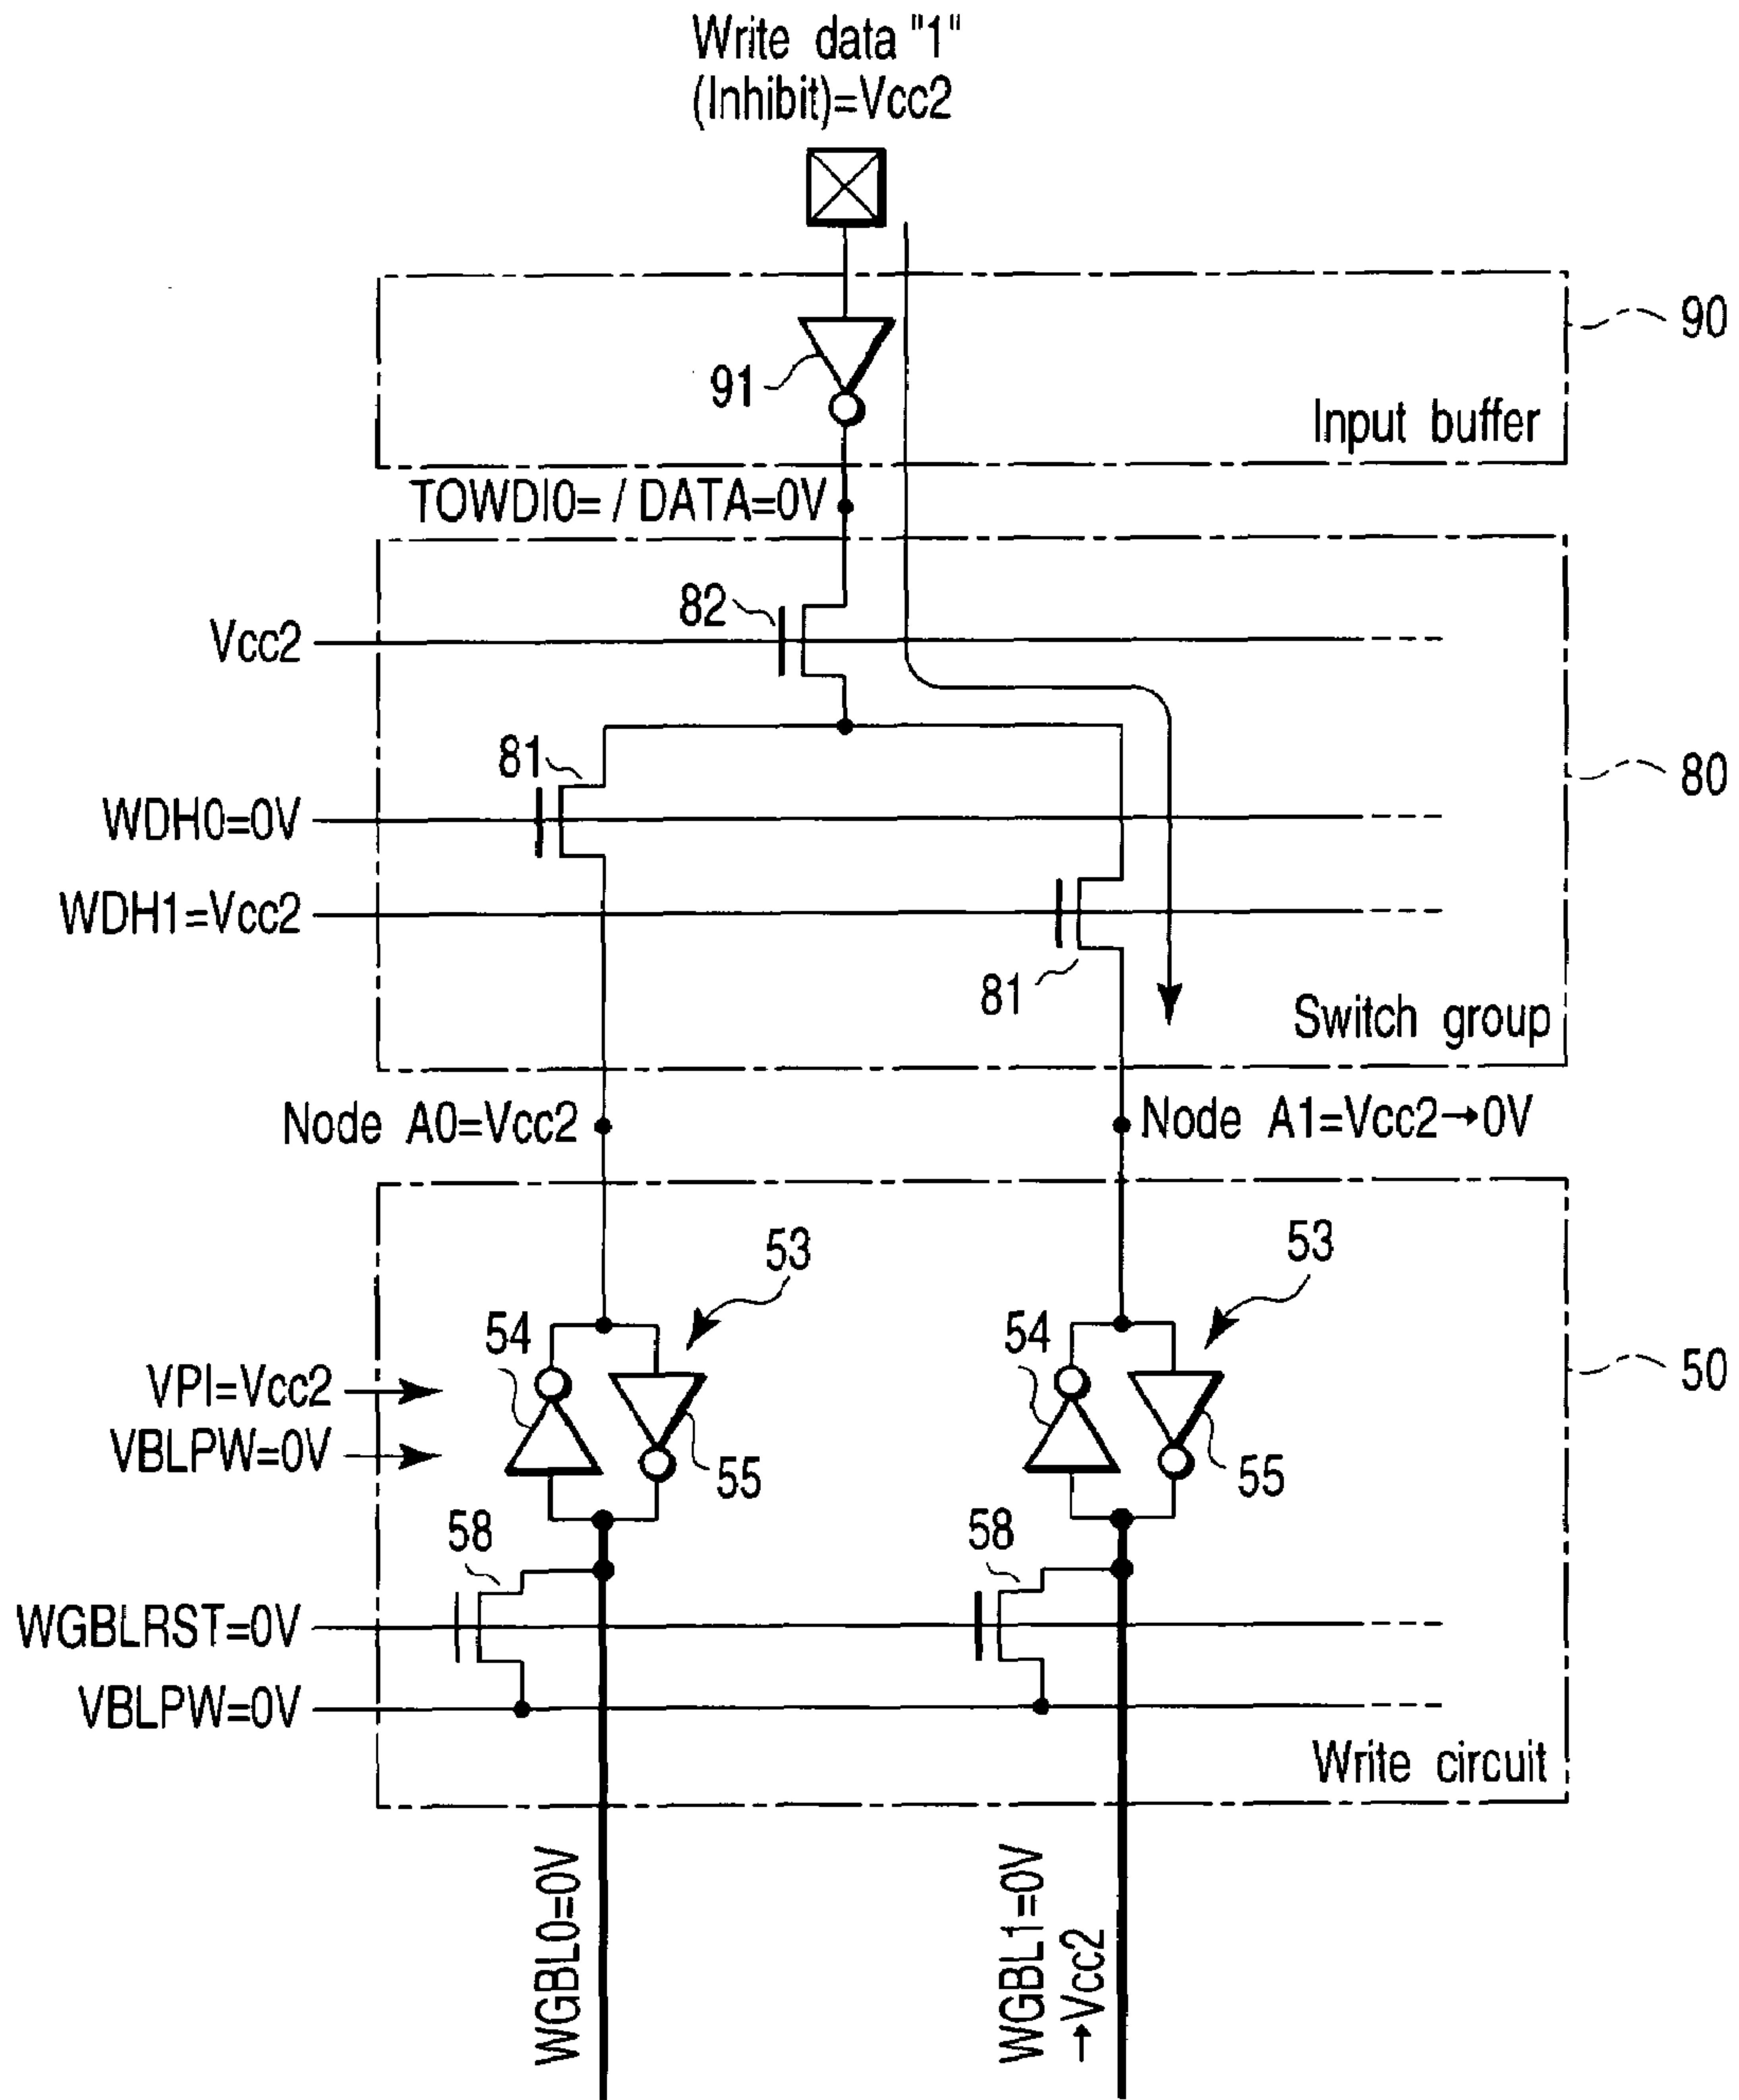 Write data "1"
(Inhibit)=Vcc2
90
91
Input buffer
TOWDI0= / DATA=0V
82
Vcc2
81
80
WDH0=0V
WDH1=Vcc2
81
Switch group
Node A0=Vcc2
Node A1=Vcc2→0V
53
53
54
54
50
VPI=Vcc2
VBLPW=0V
55
55
58
58
WGBLRST=0V
VBLPW=0V
Write circuit
WGBL0=0V
WGBL1=0V
→Vcc2